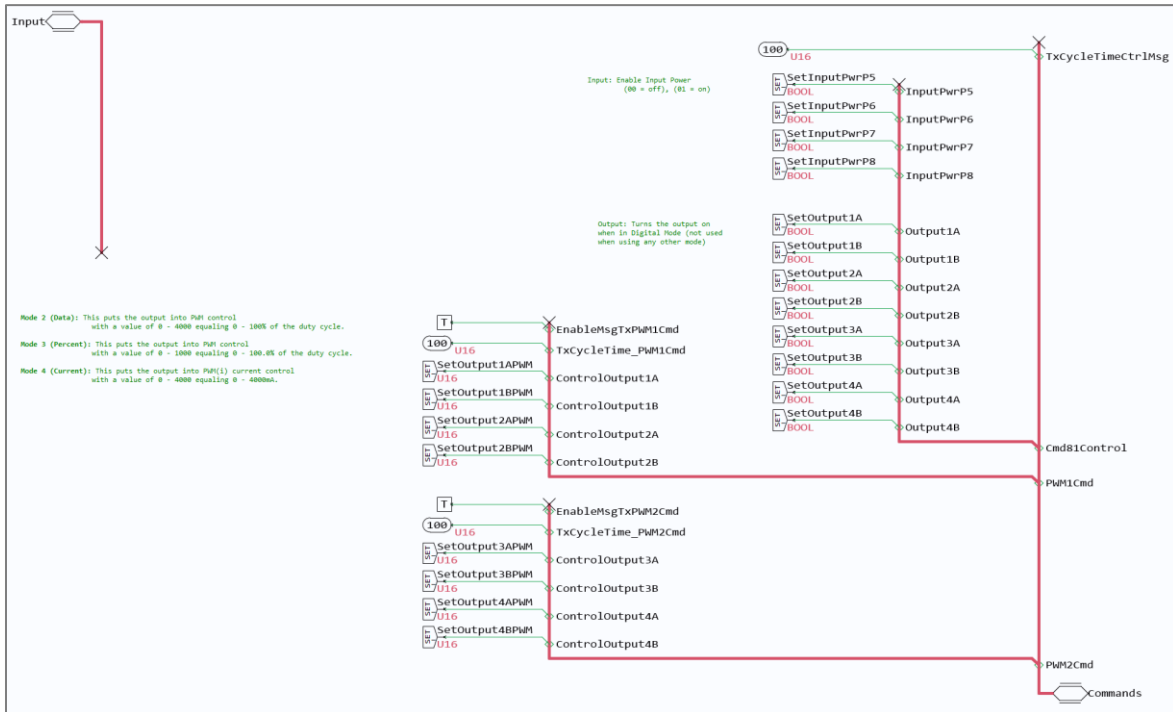 Input
100
U16
TxCycleTimeCtrlMsg
Input: Enable Input Power
(00 = off), (01 = on)
SET SetInputPwrP5
BOOL
InputPwrP5
SET SetInputPwrP6
BOOL
InputPwrP6
SET SetInputPwrP7
BOOL
InputPwrP7
SET SetInputPwrP8
BOOL
InputPwrP8
Output: Turns the output on
when in Digital Mode (not used
when using any other mode)
SET SetOutput1A
BOOL
Output1A
SET SetOutput1B
BOOL
Output1B
SET SetOutput2A
BOOL
Output2A
SET SetOutput2B
BOOL
Output2B
SET SetOutput3A
BOOL
Output3A
SET SetOutput3B
BOOL
Output3B
SET SetOutput4A
BOOL
Output4A
SET SetOutput4B
BOOL
Output4B
Cmd81Control
Mode 2 (Data): This puts the output into PWM control
with a value of 0 - 4000 equaling 0 - 100% of the duty cycle.
Mode 3 (Percent): This puts the output into PWM control
with a value of 0 - 1000 equaling 0 - 100.0% of the duty cycle.
Mode 4 (Current): This puts the output into PWM(i) current control
with a value of 0 - 4000 equaling 0 - 4000mA.
T
EnableMsgTxPWM1Cmd
100
U16
TxCycleTime_PWM1Cmd
SET SetOutput1APWM
U16
ControlOutput1A
SET SetOutput1BPWM
U16
ControlOutput1B
SET SetOutput2APWM
U16
ControlOutput2A
SET SetOutput2BPWM
U16
ControlOutput2B
PWM1Cmd
T
EnableMsgTxPWM2Cmd
100
U16
TxCycleTime_PWM2Cmd
SET SetOutput3APWM
U16
ControlOutput3A
SET SetOutput3BPWM
U16
ControlOutput3B
SET SetOutput4APWM
U16
ControlOutput4A
SET SetOutput4BPWM
U16
ControlOutput4B
PWM2Cmd
Commands